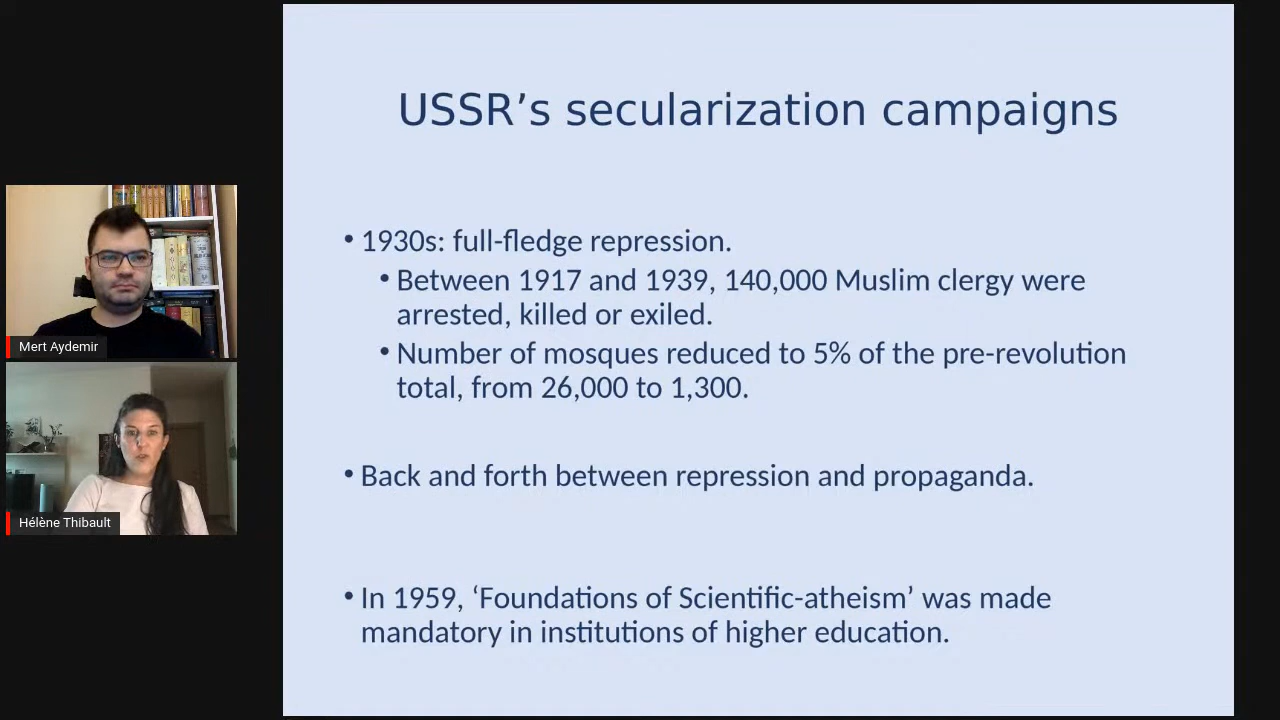 USSR’s secularization campaigns
• 1930s: full-fledge repression.
• Between 1917 and 1939, 140,000 Muslim clergy were
arrested, killed or exiled.
• Number of mosques reduced to 5% of the pre-revolution
total, from 26,000 to 1,300.
• Back and forth between repression and propaganda.
• In 1959, ‘Foundations of Scientific-atheism’ was made
mandatory in institutions of higher education.
Mert Aydemir
Hélène Thibault